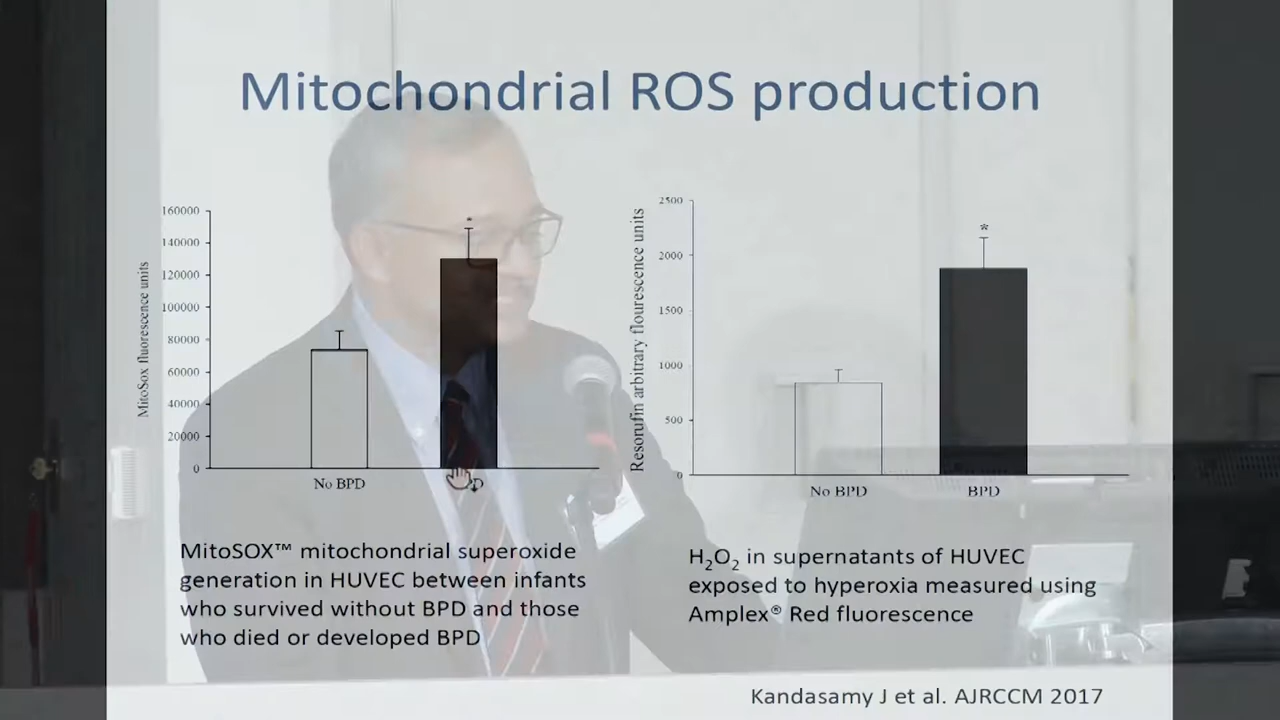 Mitochondrial ROS production
160000
140000
120000
100000
80000
60000
40000
20000
0
MitoSox fluorescence units
No BPD
2500
2000
1500
1000
500
0
Resorufin arbitrary flourescence units
*
No BPD
BPD
MitoSOX™ mitochondrial superoxide
generation in HUVEC between infants
who survived without BPD and those
who died or developed BPD
H₂O₂ in supernatants of HUVEC
exposed to hyperoxia measured using
Amplex® Red fluorescence
Kandasamy J et al. AJRCCM 2017